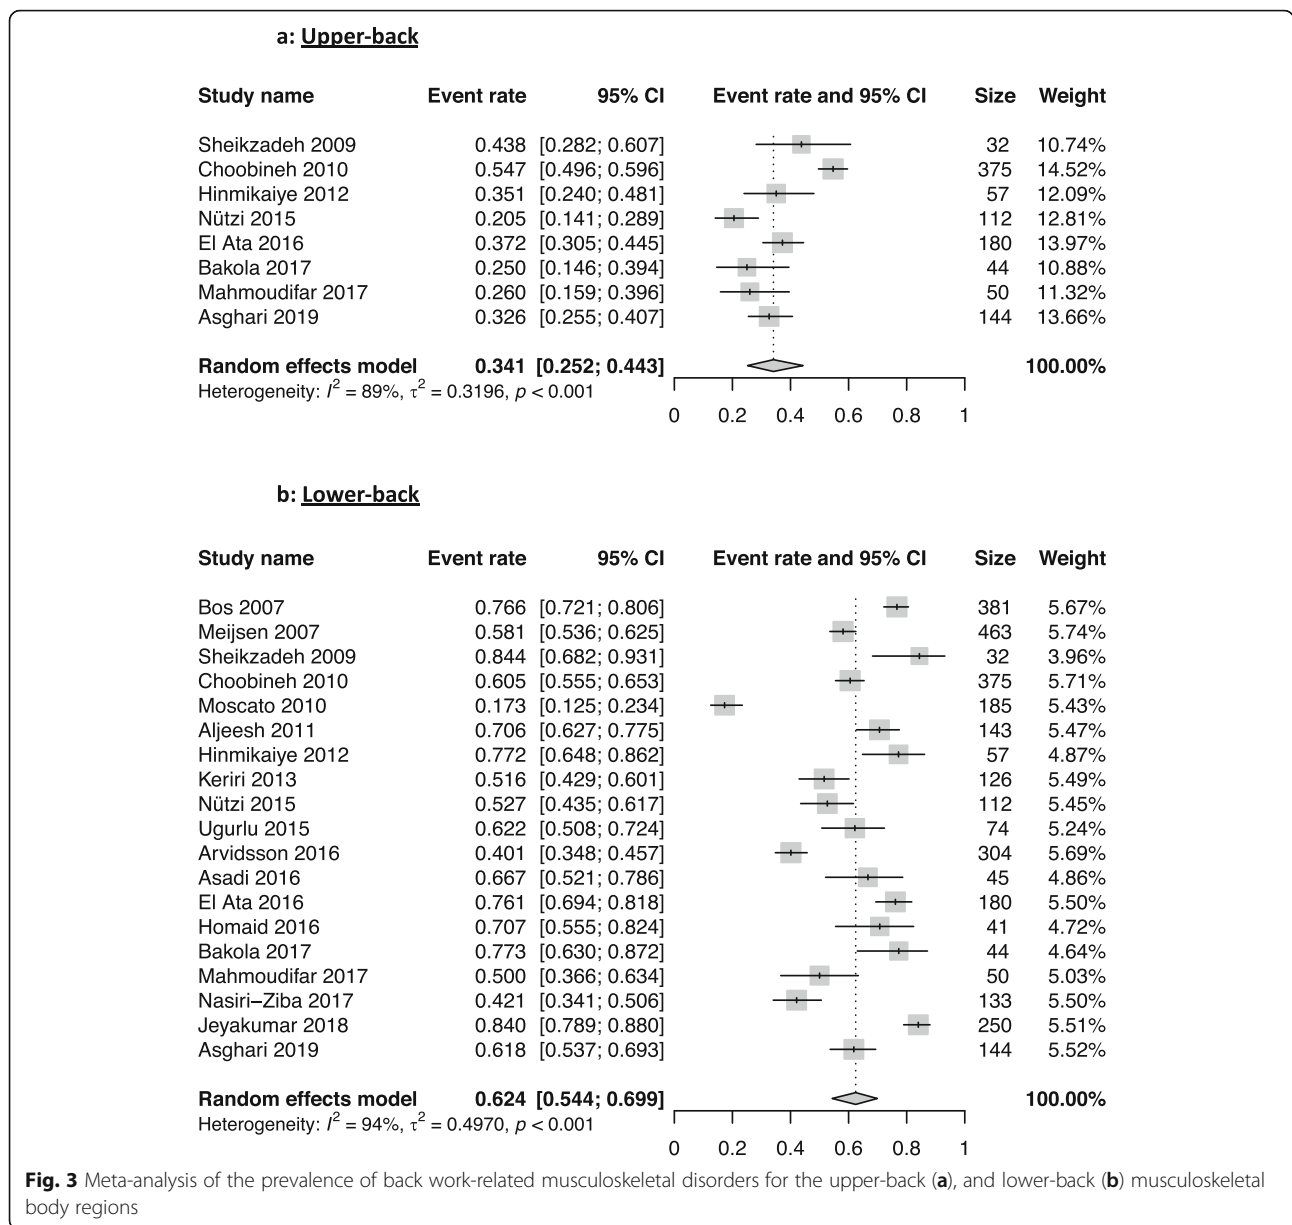 a: Upper-back
Study name Event rate 95% CI Event rate and 95% CI Size Weight
Sheikzadeh 2009 0.438 [0.282; 0.607] 32 10.74%
Choobineh 2010 0.547 [0.496; 0.596] 375 14.52%
Hinmikaiye 2012 0.351 [0.240; 0.481] 57 12.09%
Nützi 2015 0.205 [0.141; 0.289] 112 12.81%
El Ata 2016 0.372 [0.305; 0.445] 180 13.97%
Bakola 2017 0.250 [0.146; 0.394] 44 10.88%
Mahmoudifar 2017 0.260 [0.159; 0.396] 50 11.32%
Asghari 2019 0.326 [0.255; 0.407] 144 13.66%
Random effects model 0.341 [0.252; 0.443] 100.00%
Heterogeneity: I² = 89%, τ² = 0.3196, p < 0.001
0 0.2 0.4 0.6 0.8 1
b: Lower-back
Study name Event rate 95% CI Event rate and 95% CI Size Weight
Bos 2007 0.766 [0.721; 0.806] 381 5.67%
Meijsen 2007 0.581 [0.536; 0.625] 463 5.74%
Sheikzadeh 2009 0.844 [0.682; 0.931] 32 3.96%
Choobineh 2010 0.605 [0.555; 0.653] 375 5.71%
Moscato 2010 0.173 [0.125; 0.234] 185 5.43%
Aljeesh 2011 0.706 [0.627; 0.775] 143 5.47%
Hinmikaiye 2012 0.772 [0.648; 0.862] 57 4.87%
Keriri 2013 0.516 [0.429; 0.601] 126 5.49%
Nützi 2015 0.527 [0.435; 0.617] 112 5.45%
Ugurlu 2015 0.622 [0.508; 0.724] 74 5.24%
Arvidsson 2016 0.401 [0.348; 0.457] 304 5.69%
Asadi 2016 0.667 [0.521; 0.786] 45 4.86%
El Ata 2016 0.761 [0.694; 0.818] 180 5.50%
Homaid 2016 0.707 [0.555; 0.824] 41 4.72%
Bakola 2017 0.773 [0.630; 0.872] 44 4.64%
Mahmoudifar 2017 0.500 [0.366; 0.634] 50 5.03%
Nasiri–Ziba 2017 0.421 [0.341; 0.506] 133 5.50%
Jeyakumar 2018 0.840 [0.789; 0.880] 250 5.51%
Asghari 2019 0.618 [0.537; 0.693] 144 5.52%
Random effects model 0.624 [0.544; 0.699] 100.00%
Heterogeneity: I² = 94%, τ² = 0.4970, p < 0.001
0 0.2 0.4 0.6 0.8 1
Fig. 3 Meta-analysis of the prevalence of back work-related musculoskeletal disorders for the upper-back (a), and lower-back (b) musculoskeletal
body regions